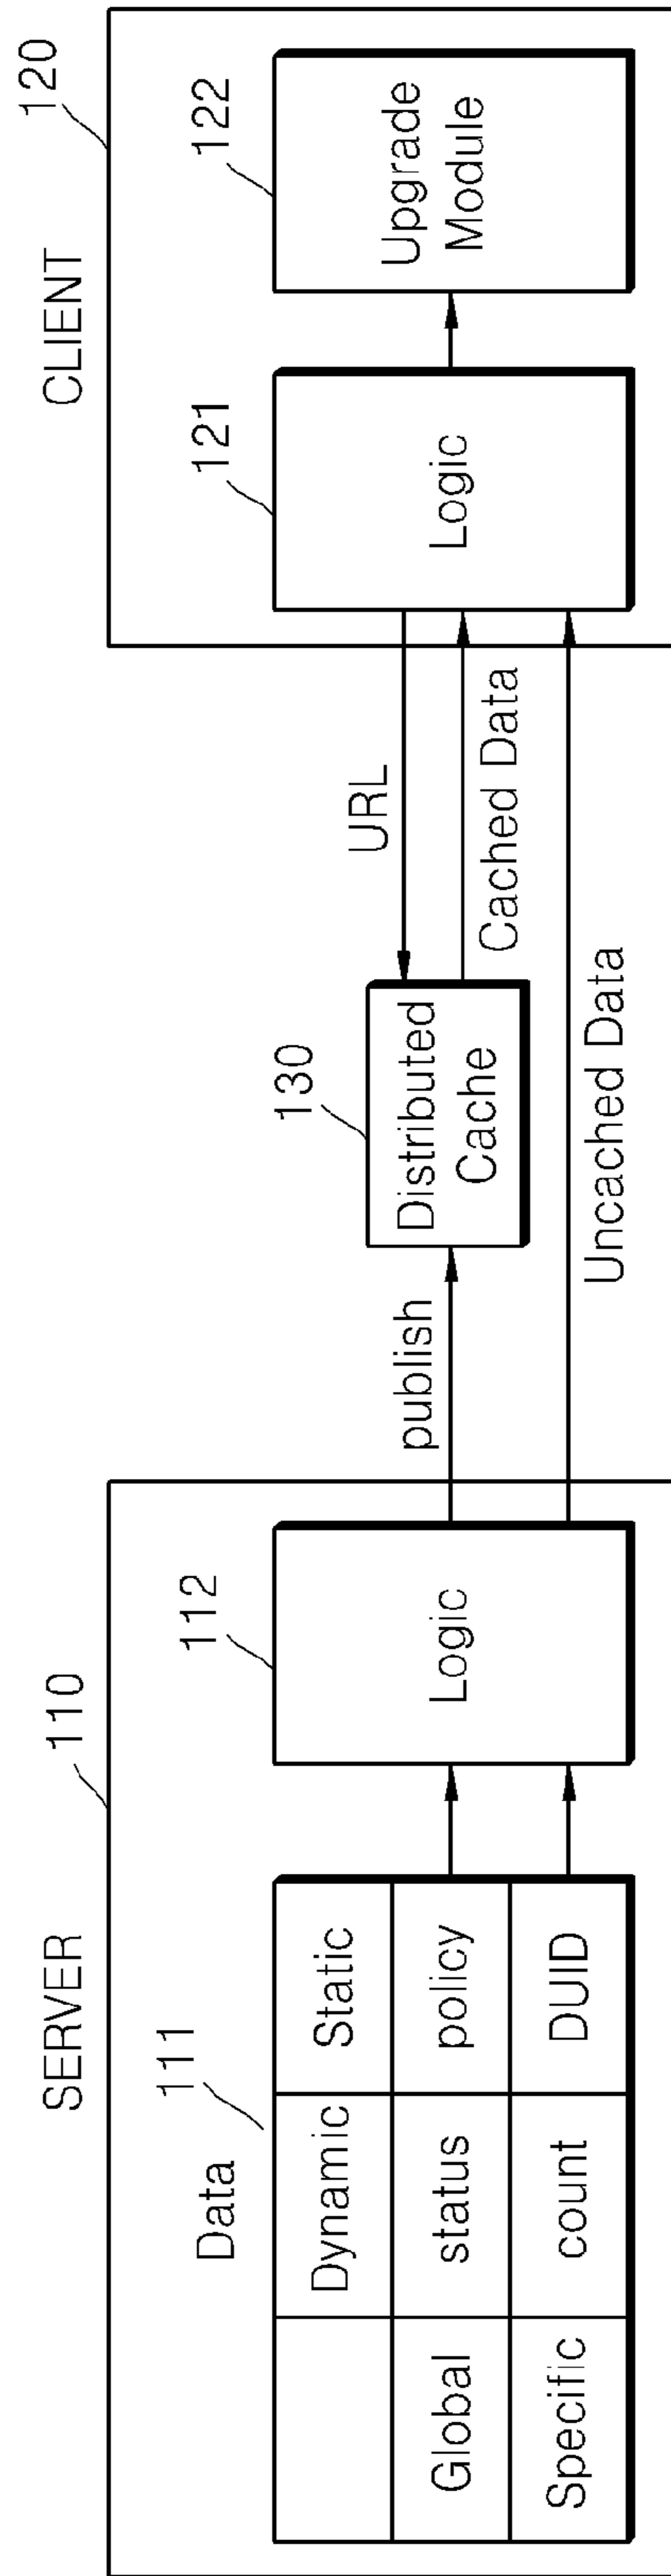 SERVER
110
Data
111
Dynamic
Static
Global
status
policy
Specific
count
DUID
112
Logic
publish
130
Distributed
Cache
URL
Cached Data
Uncached Data
CLIENT
120
121
Logic
122
Upgrade
Module